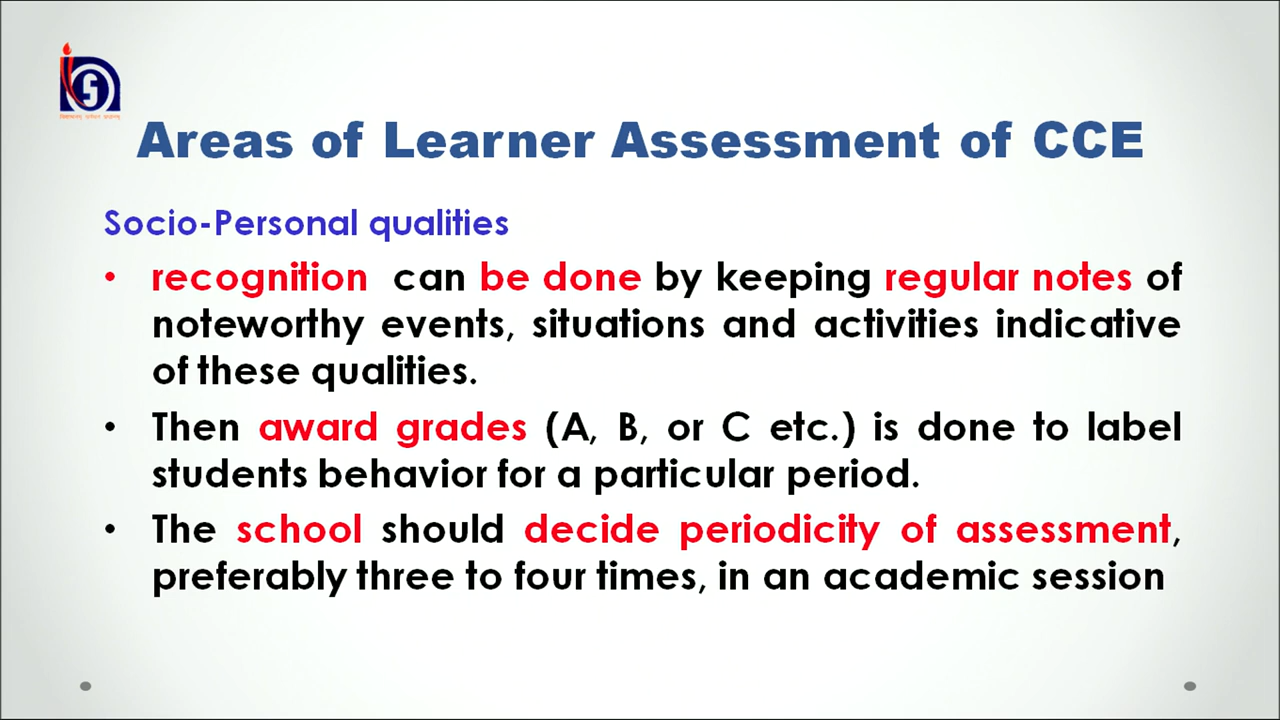 Areas of Learner Assessment of CCE
Socio-Personal qualities
• recognition can be done by keeping regular notes of
noteworthy events, situations and activities indicative
of these qualities.
• Then award grades (A, B, or C etc.) is done to label
students behavior for a particular period.
• The school should decide periodicity of assessment,
preferably three to four times, in an academic session